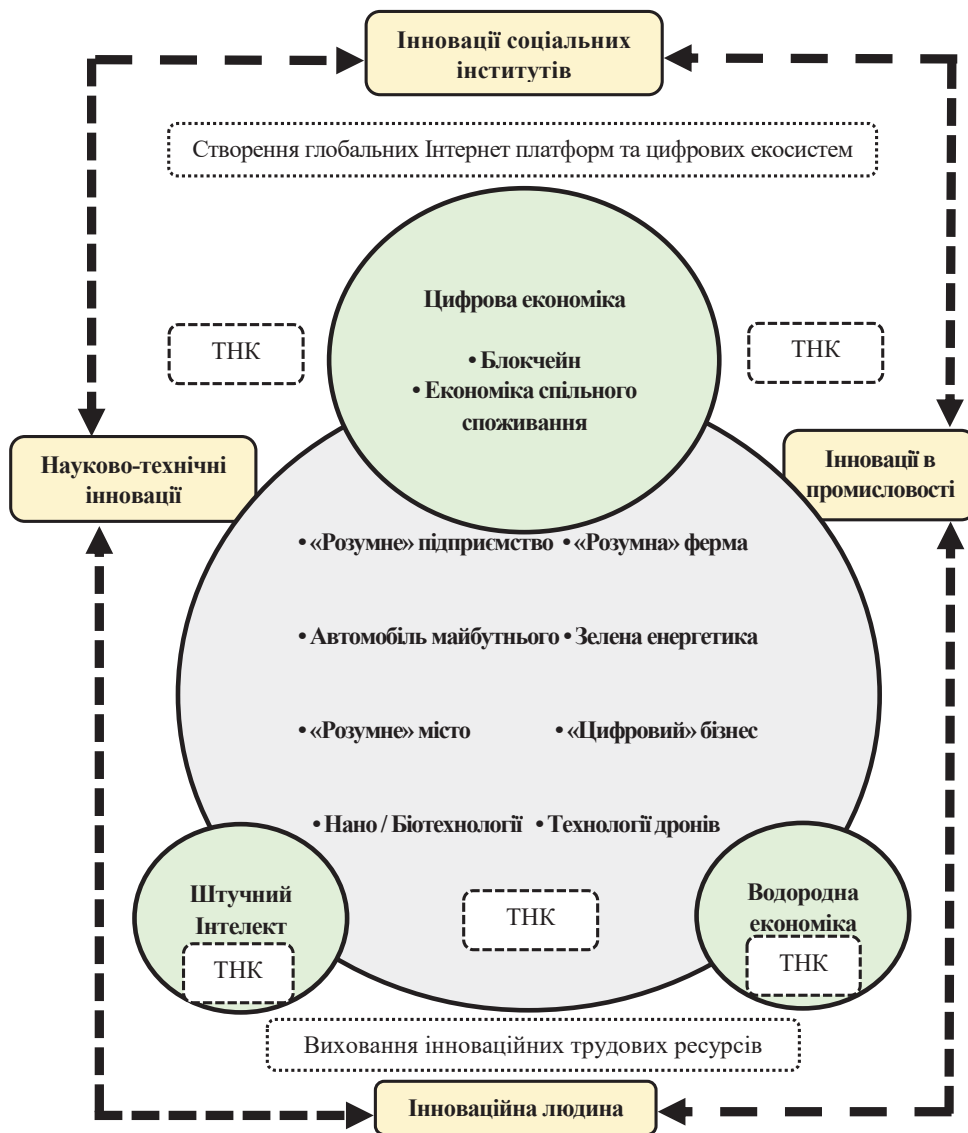 Інновації соціальних
інститутів
Створення глобальних Інтернет платформ та цифрових екосистем
Цифрова економіка
• Блокчейн
• Економіка спільного
споживання
ТНК
ТНК
Науково-технічні
інновації
Інновації в
промисловості
• «Розумне» підприємство • «Розумна» ферма
• Автомобіль майбутнього • Зелена енергетика
• «Розумне» місто • «Цифровий» бізнес
• Нано / Біотехнології • Технології дронів
Штучний
Інтелект
ТНК
ТНК
Водородна
економіка
ТНК
Виховання інноваційних трудових ресурсів
Інноваційна людина